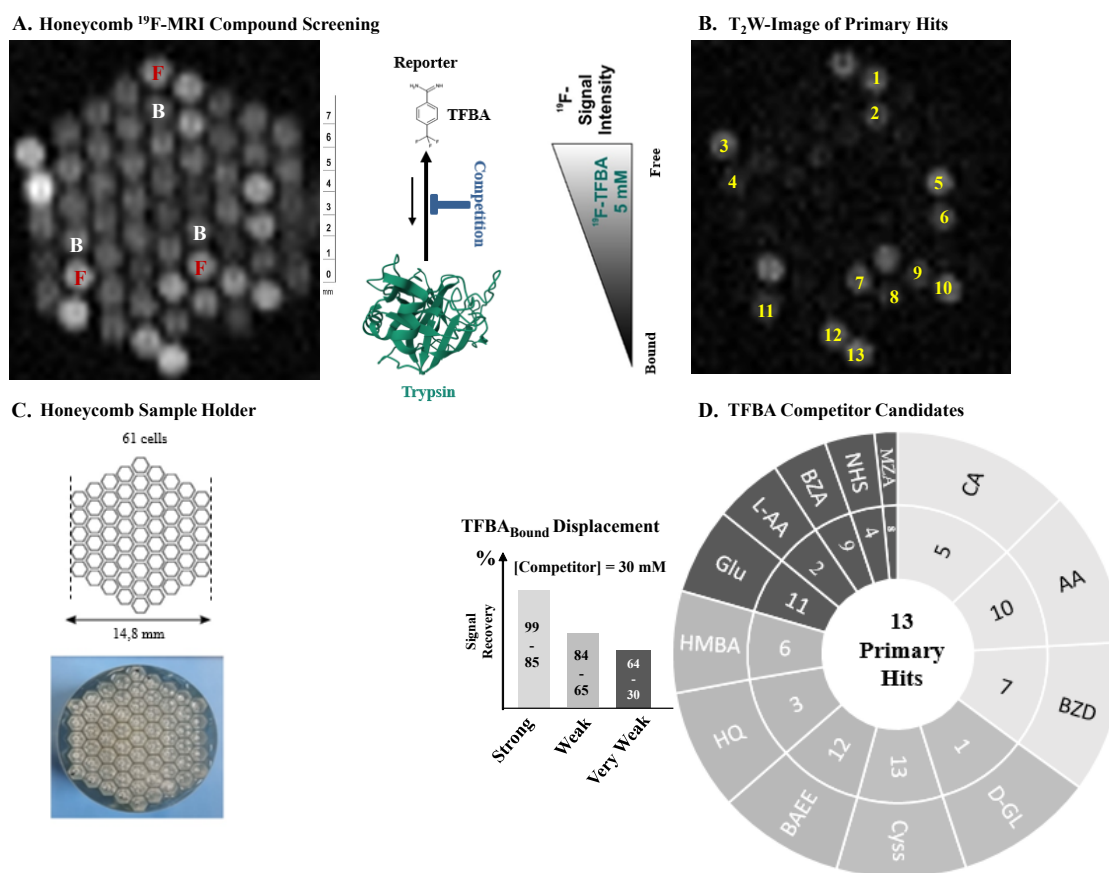 A. Honeycomb ¹⁹F-MRI Compound Screening
F
B
B
F
B
F
7
6
5
4
3
2
1
0
mm
Reporter
H₂N
NH
TFBA
F
F
F
Competition
Trypsin
¹⁹F-
Signal
Intensity
Free
¹⁹F-TFBA
5 mM
Bound
B. T₂W-Image of Primary Hits
1
2
3
4
5
6
7
8
9
10
11
12
13
C. Honeycomb Sample Holder
61 cells
14,8 mm
TFBA_Bound Displacement
%
[Competitor] = 30 mM
Signal
Recovery
99
-
85
84
-
65
64
-
30
Strong
Weak
Very Weak
D. TFBA Competitor Candidates
13
Primary
Hits
CA
5
AA
10
BZD
7
D-GL
1
Cyss
13
BAEE
12
HQ
3
HMBA
6
Glu
11
L-AA
2
BZA
9
NHS
4
MZA
8